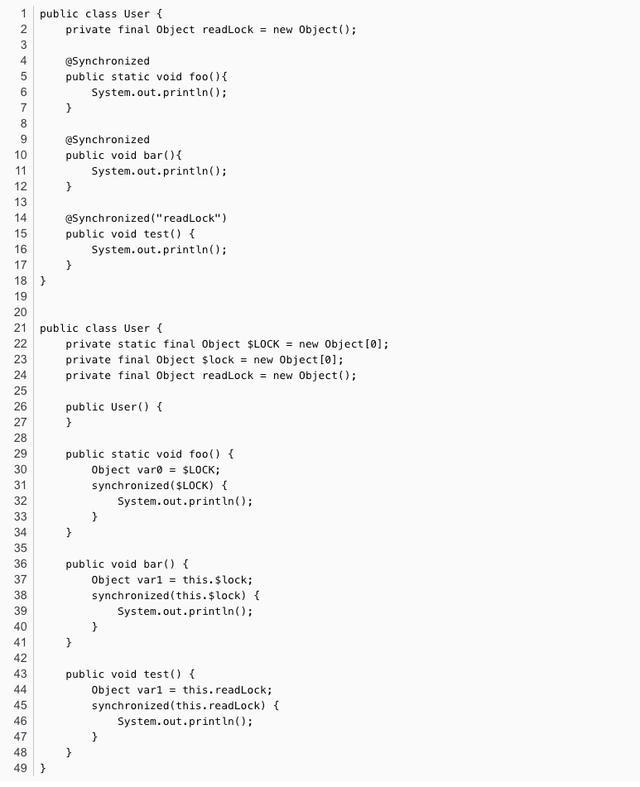 1 public class User {
2     private final Object readLock = new Object();
3
4     @Synchronized
5     public static void foo(){
6         System.out.println();
7     }
8
9     @Synchronized
10     public void bar(){
11         System.out.println();
12     }
13
14     @Synchronized("readLock")
15     public void test() {
16         System.out.println();
17     }
18 }
19
20
21 public class User {
22     private static final Object $LOCK = new Object[0];
23     private final Object $lock = new Object[0];
24     private final Object readLock = new Object();
25
26     public User() {
27     }
28
29     public static void foo() {
30         Object var0 = $LOCK;
31         synchronized($LOCK) {
32             System.out.println();
33         }
34     }
35
36     public void bar() {
37         Object var1 = this.$lock;
38         synchronized(this.$lock) {
39             System.out.println();
40         }
41     }
42
43     public void test() {
44         Object var1 = this.readLock;
45         synchronized(this.readLock) {
46             System.out.println();
47         }
48     }
49 }